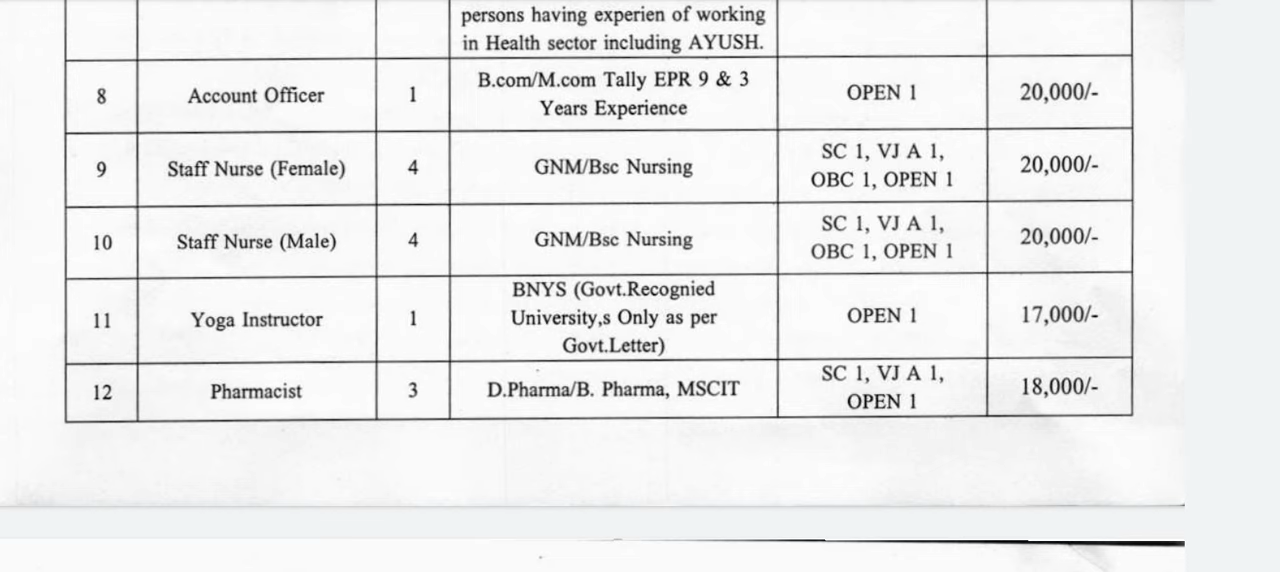 persons having experien of working
in Health sector including AYUSH.
8 Account Officer 1 B.com/M.com Tally EPR 9 & 3
Years Experience OPEN 1 20,000/-
9 Staff Nurse (Female) 4 GNM/Bsc Nursing SC 1, VJ A 1,
OBC 1, OPEN 1 20,000/-
10 Staff Nurse (Male) 4 GNM/Bsc Nursing SC 1, VJ A 1,
OBC 1, OPEN 1 20,000/-
11 Yoga Instructor 1 BNYS (Govt.Recognied
University,s Only as per
Govt.Letter) OPEN 1 17,000/-
12 Pharmacist 3 D.Pharma/B. Pharma, MSCIT SC 1, VJ A 1,
OPEN 1 18,000/-